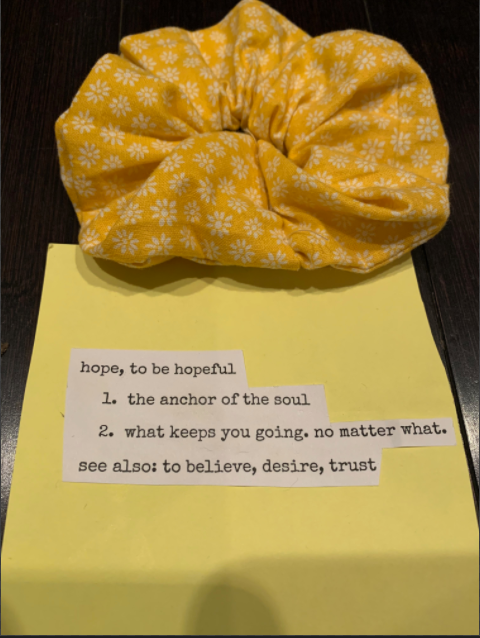 hope, to be hopeful
1. the anchor of the soul
2. what keeps you going. no matter what.
see also: to believe, desire, trust